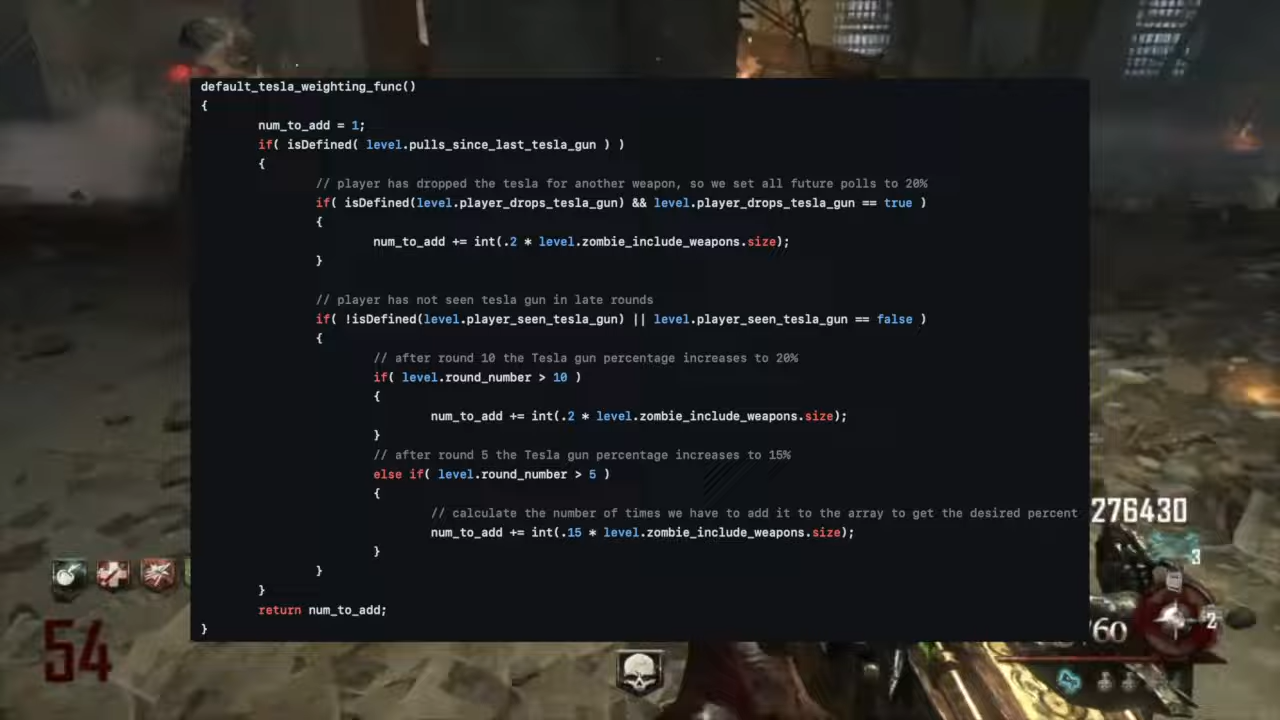 default_tesla_weighting_func()
{
num_to_add = 1;
if( isDefined( level.pulls_since_last_tesla_gun ) )
{
// player has dropped the tesla for another weapon, so we set all future polls to 20%
if( isDefined(level.player_drops_tesla_gun) && level.player_drops_tesla_gun == true )
{
num_to_add += int(.2 * level.zombie_include_weapons.size);
}
// player has not seen tesla gun in late rounds
if( !isDefined(level.player_seen_tesla_gun) || level.player_seen_tesla_gun == false )
{
// after round 10 the Tesla gun percentage increases to 20%
if( level.round_number > 10 )
{
num_to_add += int(.2 * level.zombie_include_weapons.size);
}
// after round 5 the Tesla gun percentage increases to 15%
else if( level.round_number > 5 )
{
// calculate the number of times we have to add it to the array to get the desired percent
num_to_add += int(.15 * level.zombie_include_weapons.size);
}
}
}
return num_to_add;
}
276430
3
2
/60
54